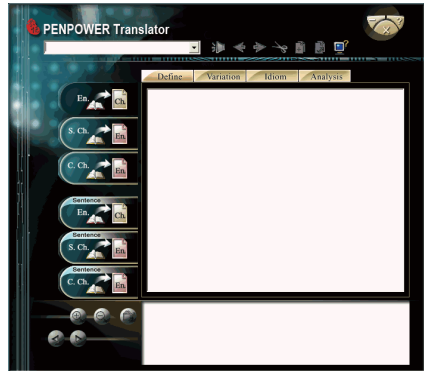 PENPOWER Translator
Define Variation Idiom Analysis
En. Ch.
S. Ch. En.
C. Ch. En.
Sentence
En. Ch.
Sentence
S. Ch. En.
Sentence
C. Ch. En.